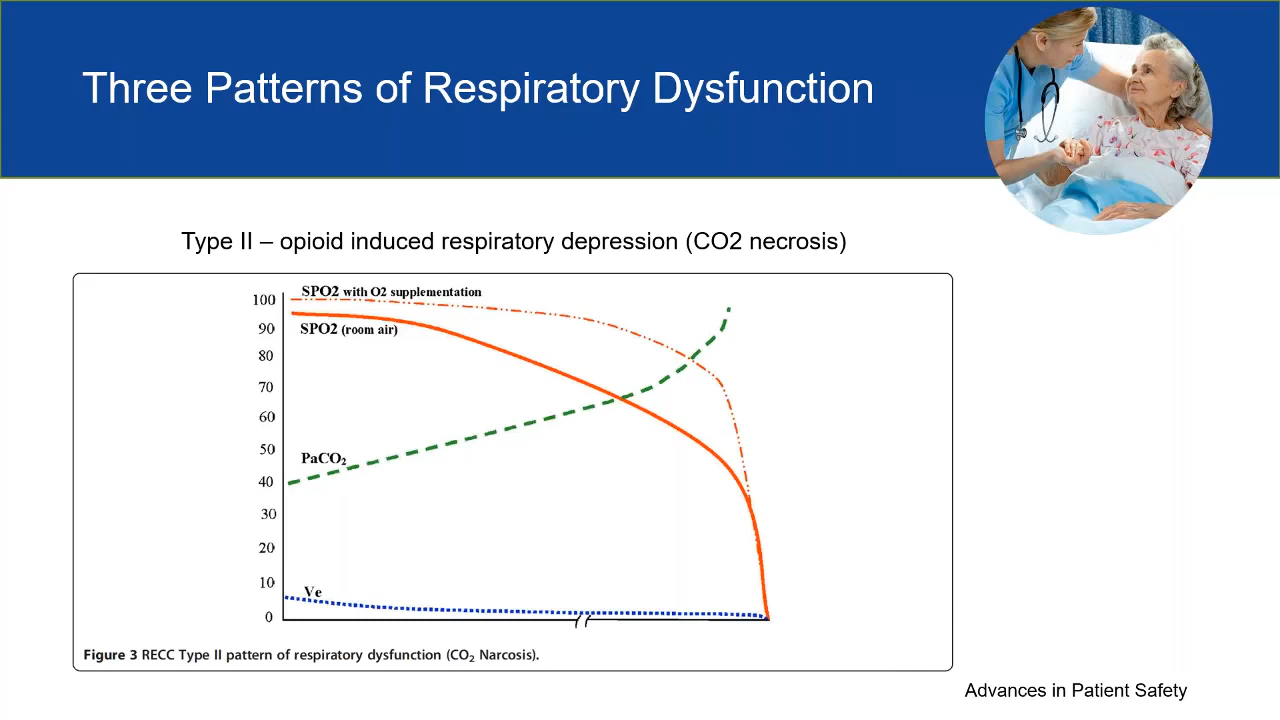 Three Patterns of Respiratory Dysfunction
Type II – opioid induced respiratory depression (CO2 necrosis)
SPO2 with O2 supplementation
100
90
SPO2 (room air)
80
70
60
50
PaCO₂
40
30
20
10
Ve
0
Figure 3 RECC Type II pattern of respiratory dysfunction (CO₂ Narcosis).
Advances in Patient Safety